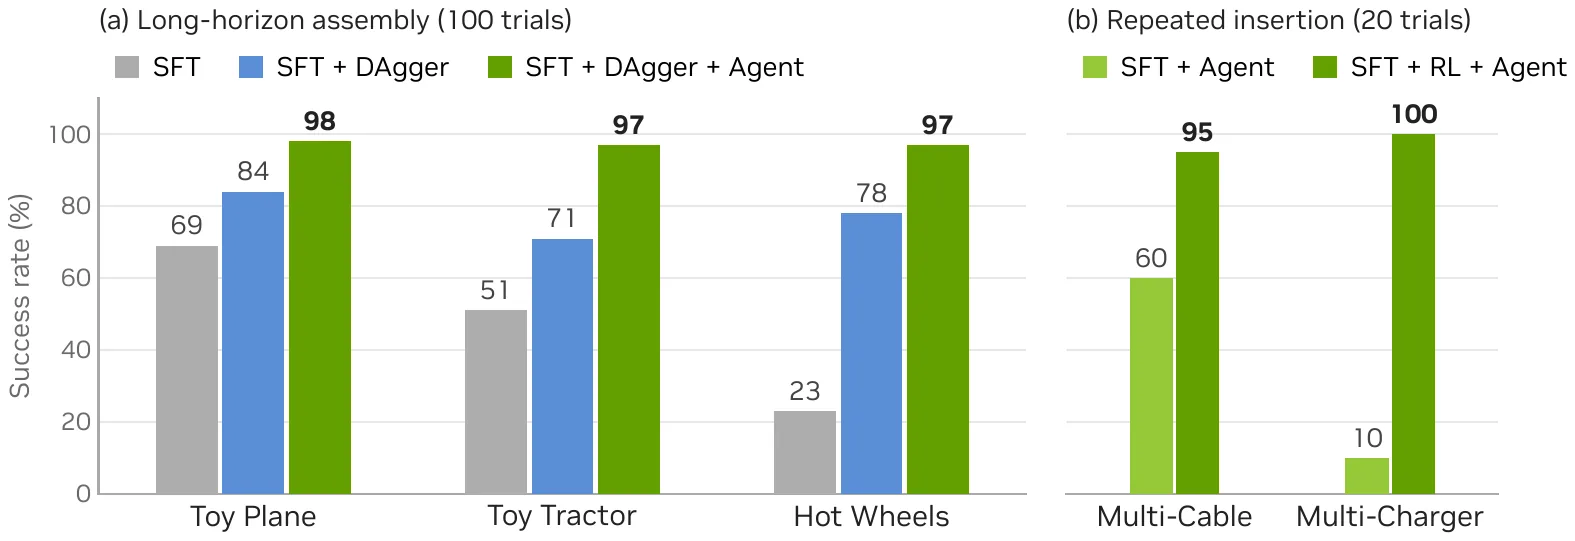 (a) Long-horizon assembly (100 trials)
SFT
SFT + DAgger
SFT + DAgger + Agent
Success rate (%)
100
80
60
40
20
0
69
84
98
51
71
97
23
78
97
Toy Plane
Toy Tractor
Hot Wheels
(b) Repeated insertion (20 trials)
SFT + Agent
SFT + RL + Agent
60
95
10
100
Multi-Cable
Multi-Charger